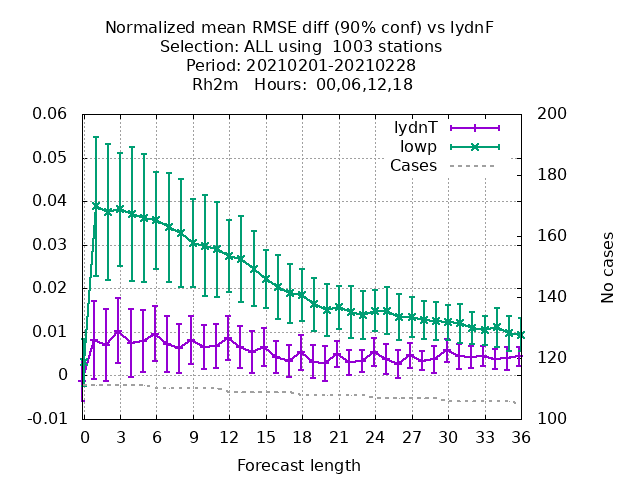 Normalized mean RMSE diff (90% conf) vs lydnF
Selection: ALL using  1003 stations
Period: 20210201-20210228
Rh2m   Hours:  00,06,12,18
0.06
0.05
0.04
0.03
0.02
0.01
0
-0.01
200
180
160
140
120
100
lydnT
lowp
Cases
No cases
0 3 6 9 12 15 18 21 24 27 30 33 36
Forecast length